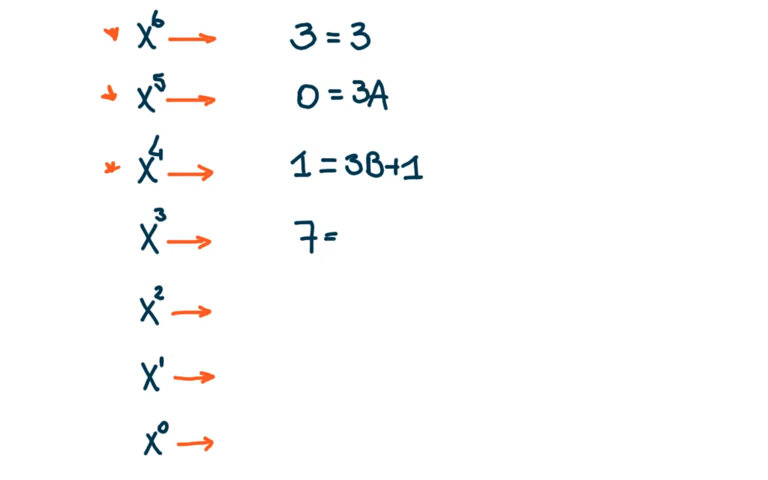 x⁶ → 3 = 3
x⁵ → 0 = 3A
x⁴ → 1 = 3B+1
x³ → 7 =
x² →
x¹ →
x⁰ →